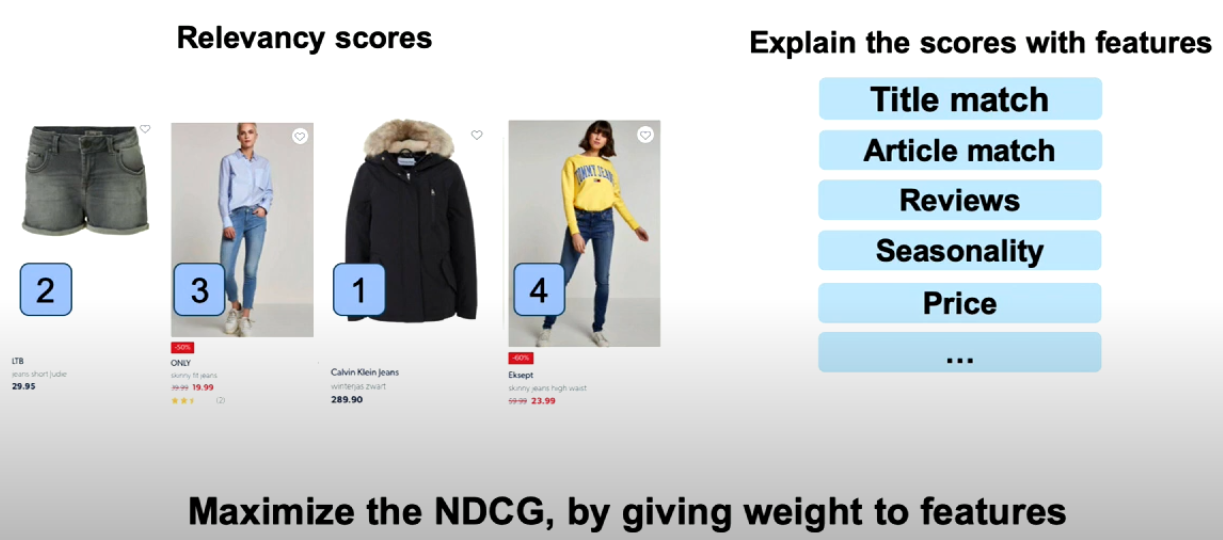 Relevancy scores
Explain the scores with features
Title match
Article match
Reviews
Seasonality
Price
...
2
3
1
4
LTB
jeans short Judie
29.95
-50%
ONLY
skinny fit jeans
39.99 19.99
(2)
Calvin Klein Jeans
winterjas zwart
289.90
TOMMY JEANS
-60%
Eksept
skinny jeans high waist
59.99 23.99
Maximize the NDCG, by giving weight to features